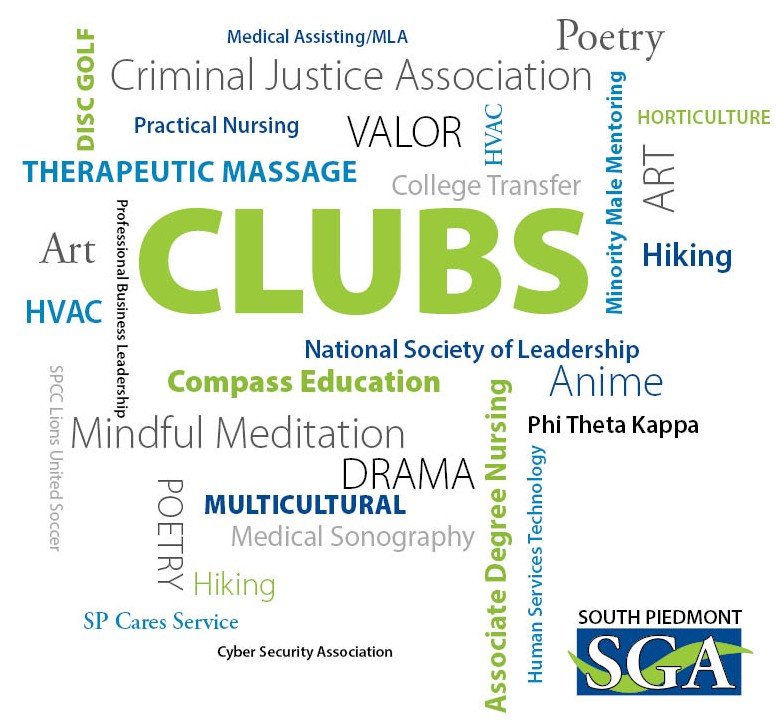 Medical Assisting/MLA
Poetry
DISC GOLF
Criminal Justice Association
Practical Nursing
VALOR
HVAC
Minority Male Mentoring
HORTICULTURE
THERAPEUTIC MASSAGE
College Transfer
ART
Professional Business Leadership
CLUBS
Art
Hiking
HVAC
National Society of Leadership
SPCC Lions United Soccer
Compass Education
Anime
Associate Degree Nursing
Phi Theta Kappa
Mindful Meditation
DRAMA
Human Services Technology
POETRY
MULTICULTURAL
Medical Sonography
Hiking
SP Cares Service
Cyber Security Association
SOUTH PIEDMONT
SGA